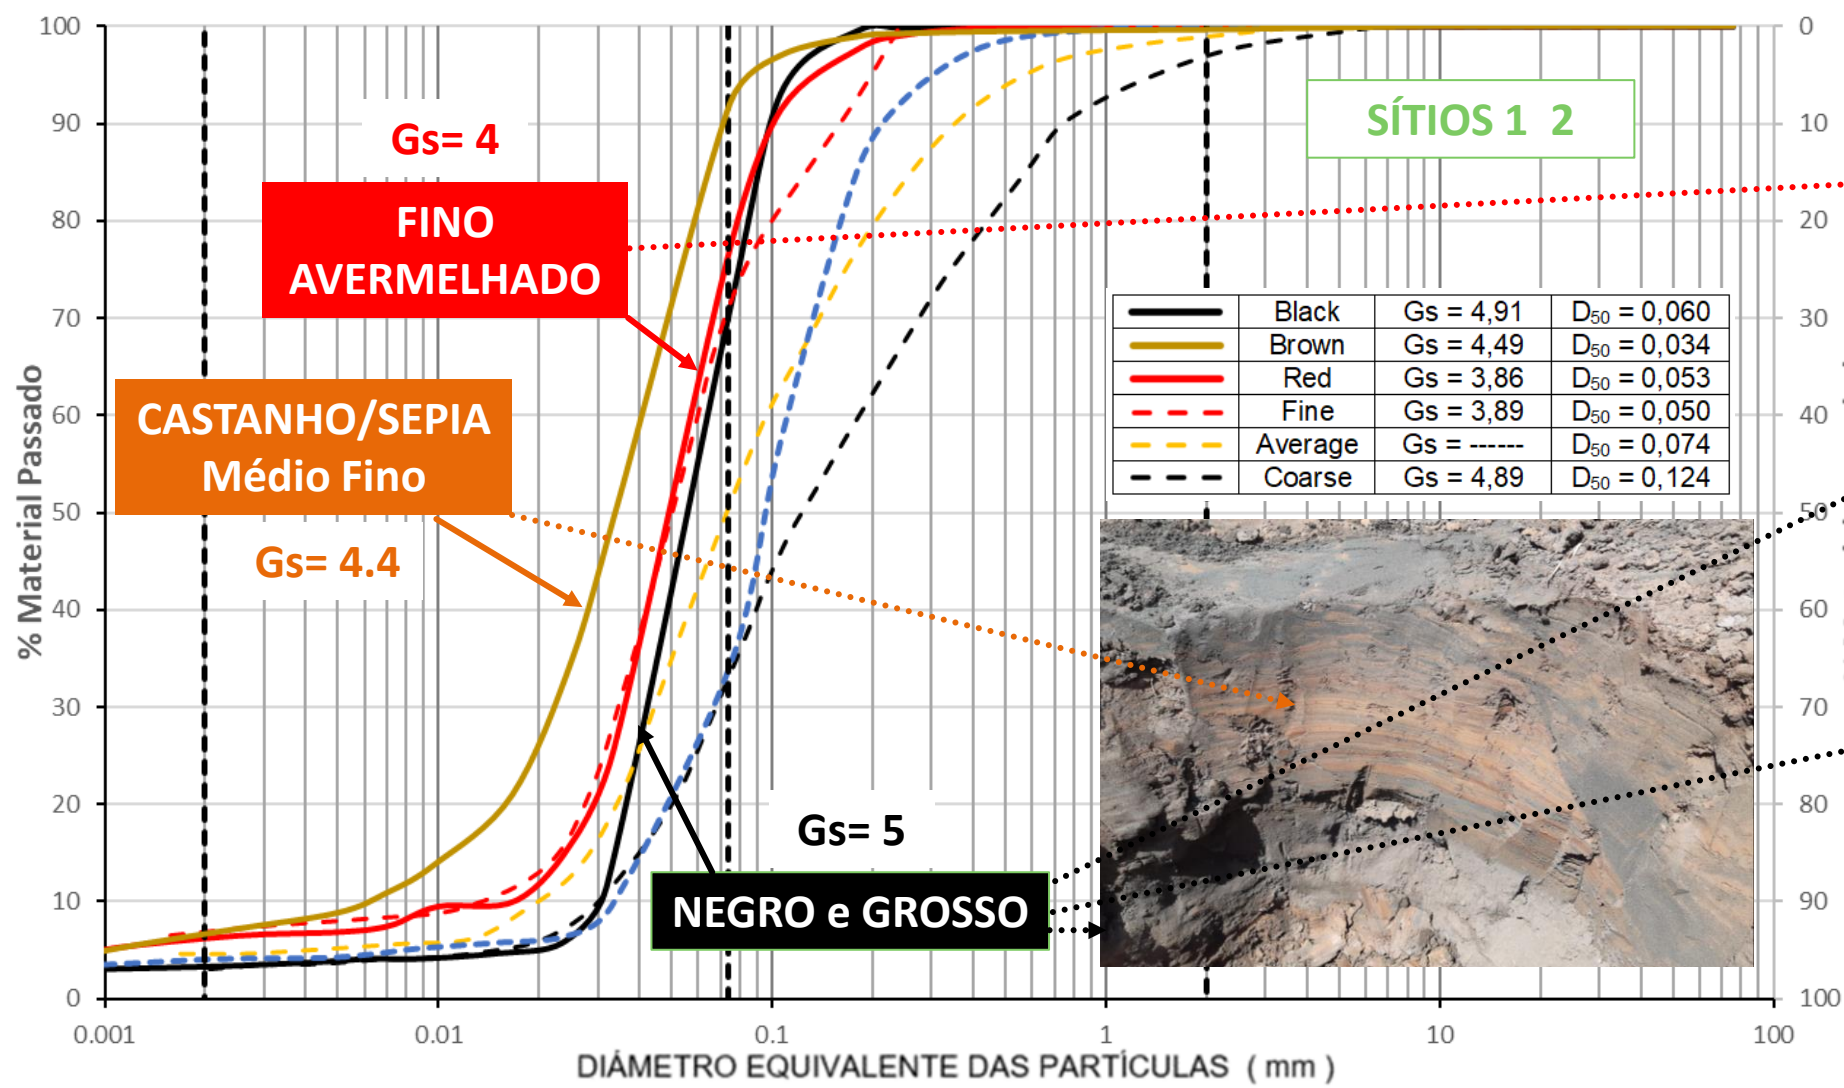 100
90
80
70
60
50
40
30
20
10
0
% Material Passado
0
10
20
30
40
50
60
70
80
90
100
0.001
0.01
0.1
1
10
100
DIÁMETRO EQUIVALENTE DAS PARTÍCULAS ( mm )
Gs= 4
FINO
AVERMELHADO
CASTANHO/SEPIA
Médio Fino
Gs= 4.4
Gs= 5
NEGRO e GROSSO
SÍTIOS 1 2
Black Gs = 4,91 D₅₀ = 0,060
Brown Gs = 4,49 D₅₀ = 0,034
Red Gs = 3,86 D₅₀ = 0,053
Fine Gs = 3,89 D₅₀ = 0,050
Average Gs = ------ D₅₀ = 0,074
Coarse Gs = 4,89 D₅₀ = 0,124